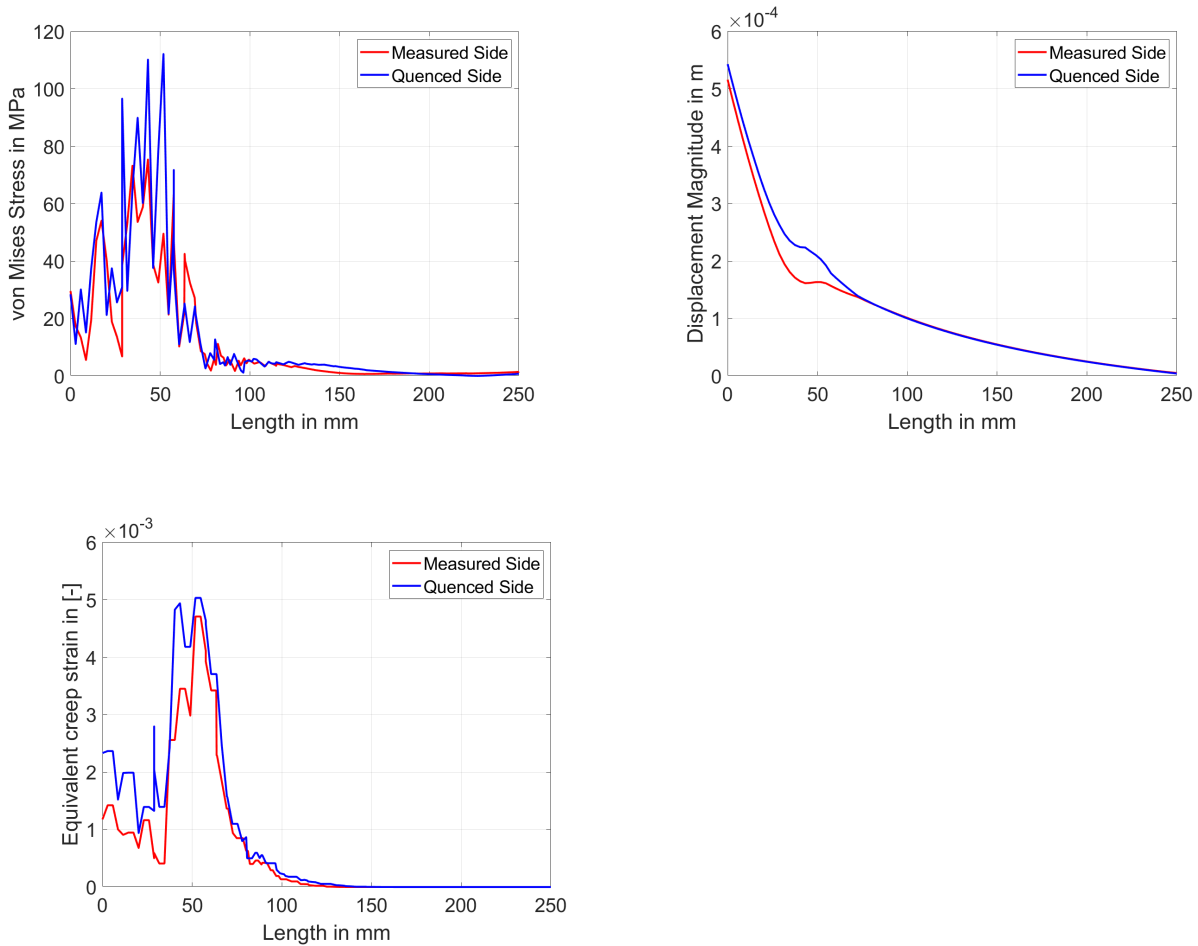 120
100
80
60
40
20
0
von Mises Stress in MPa
Measured Side
Quenced Side
0 50 100 150 200 250
Length in mm
×10-4
6
5
4
3
2
1
0
Displacement Magnitude in m
Measured Side
Quenced Side
0 50 100 150 200 250
Length in mm
×10-3
6
5
4
3
2
1
0
Equivalent creep strain in [-]
Measured Side
Quenced Side
0 50 100 150 200 250
Length in mm